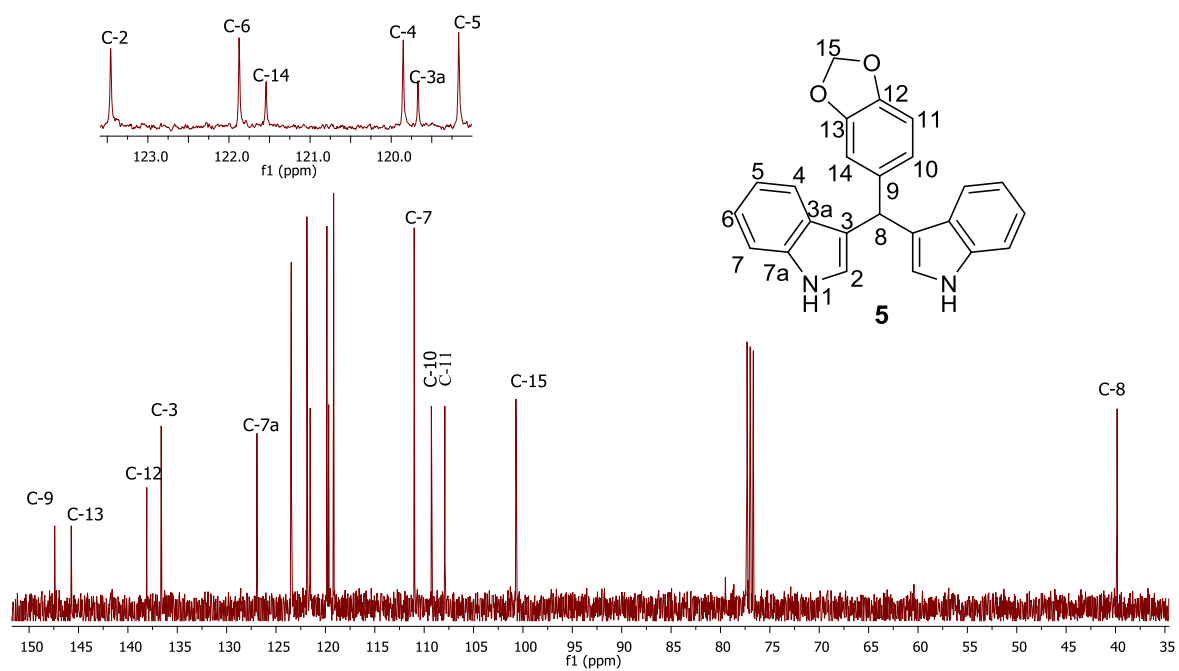 C-2
C-6
C-14
C-4
C-3a
C-5
123.0 122.0 121.0 120.0
f1 (ppm)
15
O
O
12
13
11
14
10
9
5
4
3a
3
8
6
7
7a
N
H
1
2
N
H
5
C-9
C-13
C-12
C-3
C-7a
C-7
C-10
C-11
C-15
C-8
150 145 140 135 130 125 120 115 110 105 100 95 90 85 80 75 70 65 60 55 50 45 40 35
f1 (ppm)